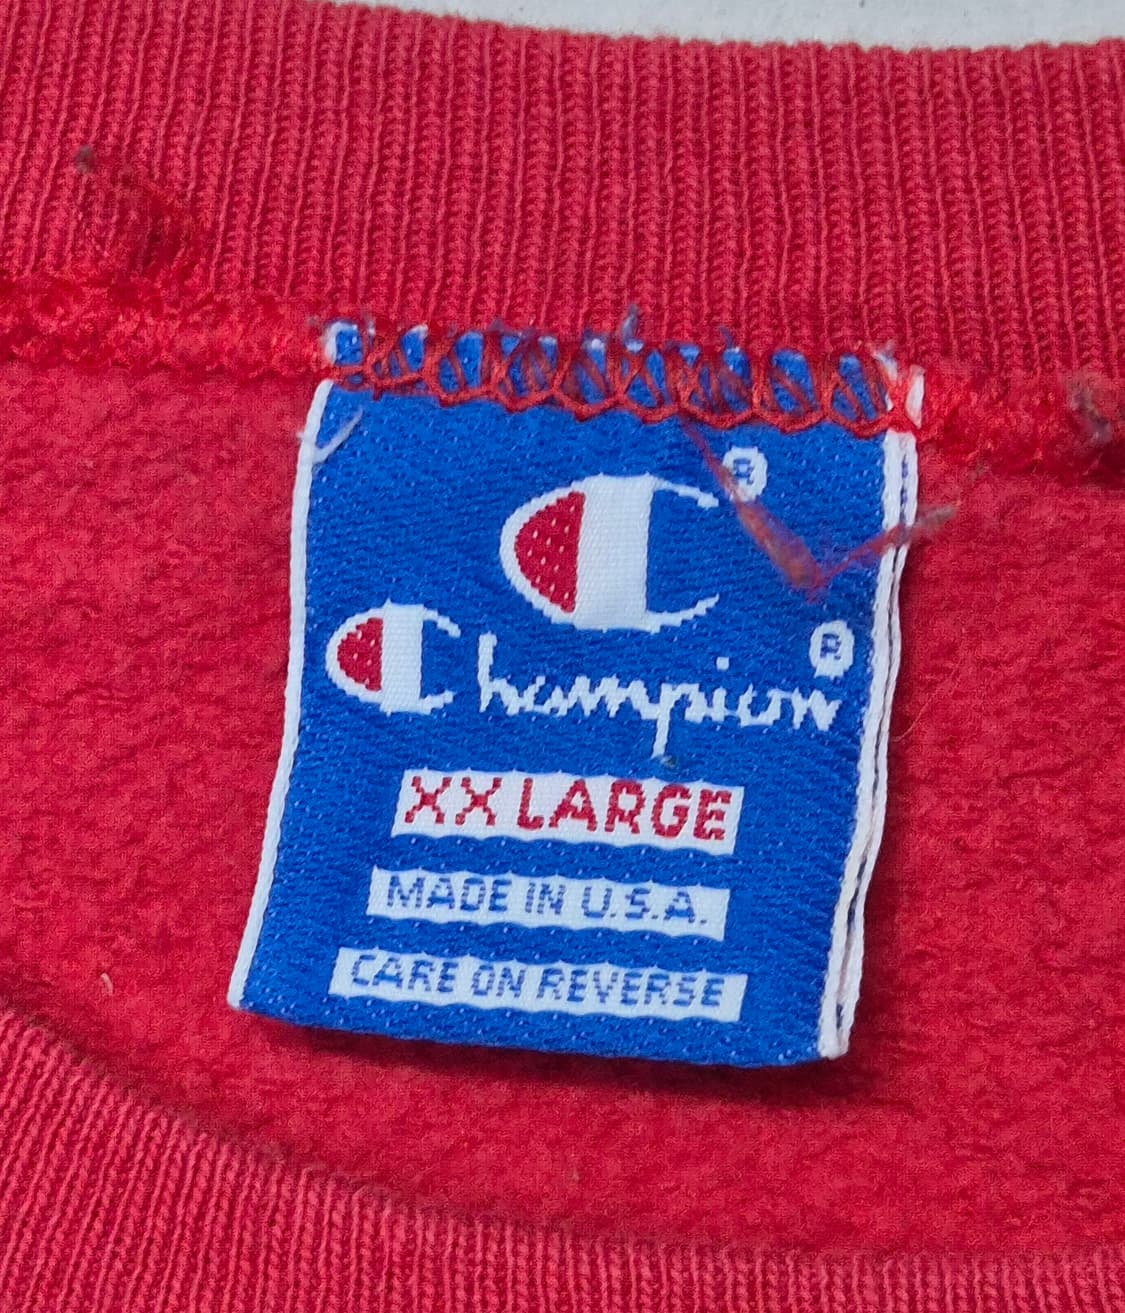 ®
Champion®
XX LARGE
MADE IN U.S.A.
CARE ON REVERSE